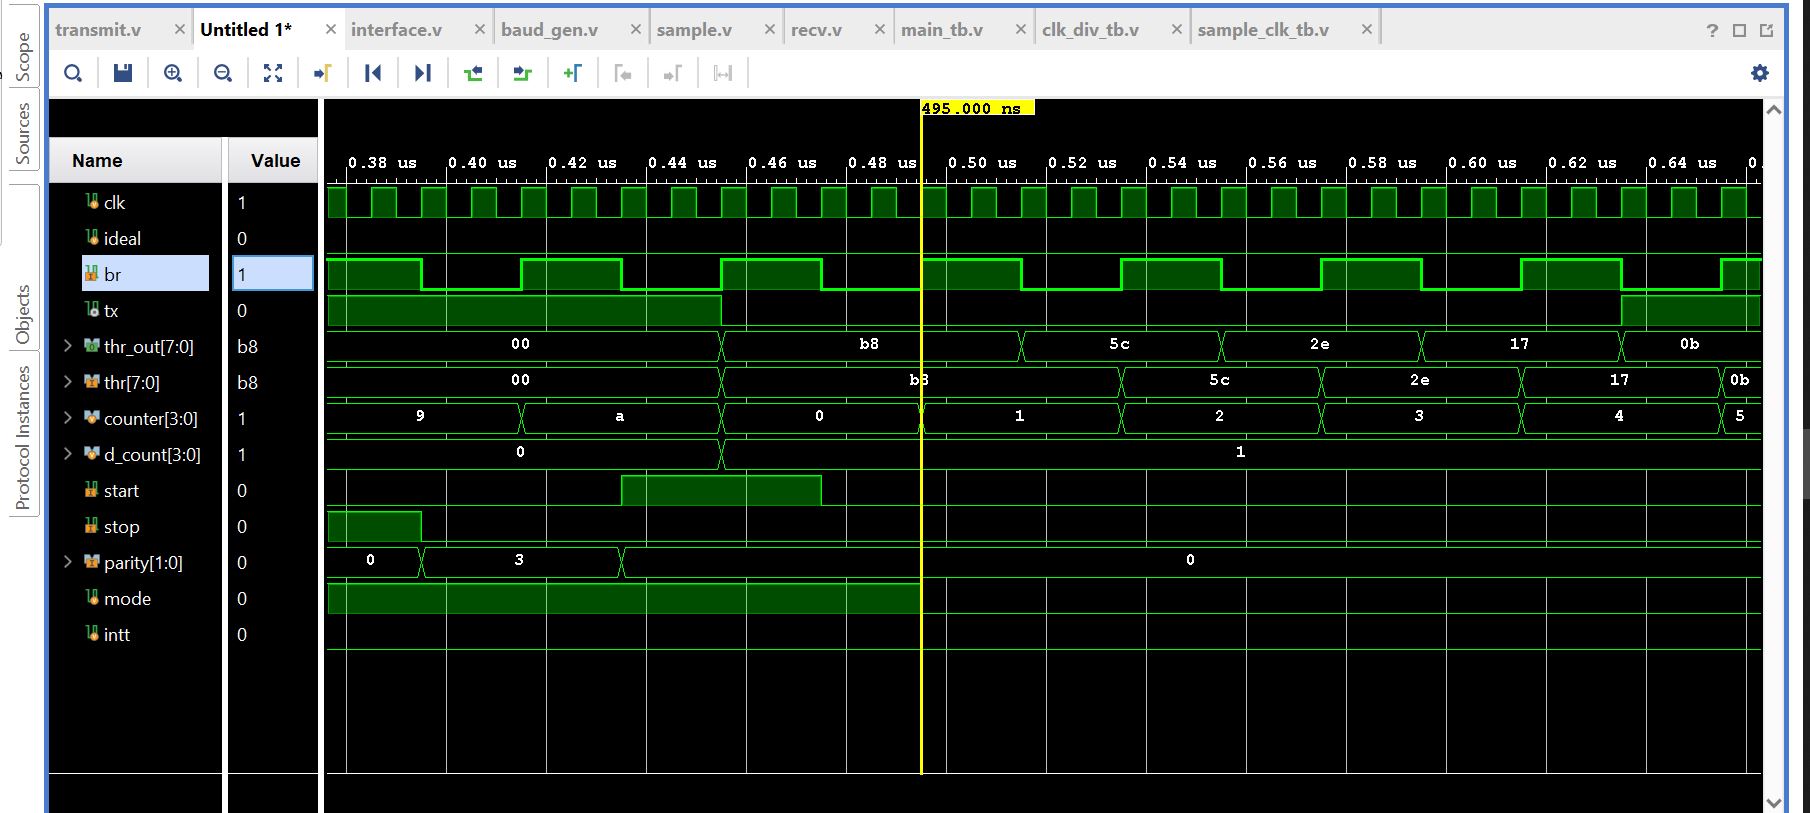 transmit.v × Untitled 1* × interface.v × baud_gen.v × sample.v × recv.v × main_tb.v × clk_div_tb.v × sample_clk_tb.v × ?
Scope
Sources
Objects
Protocol Instances
495.000 ns
Name Value
0.38 us 0.40 us 0.42 us 0.44 us 0.46 us 0.48 us 0.50 us 0.52 us 0.54 us 0.56 us 0.58 us 0.60 us 0.62 us 0.64 us 0.
clk 1
ideal 0
br 1
tx 0
thr_out[7:0] b8 00 b8 5c 2e 17 0b
thr[7:0] b8 00 b8 5c 2e 17 0b
counter[3:0] 1 9 a 0 1 2 3 4 5
d_count[3:0] 1 0 1
start 0
stop 0
parity[1:0] 0 0 3 0
mode 0
intt 0